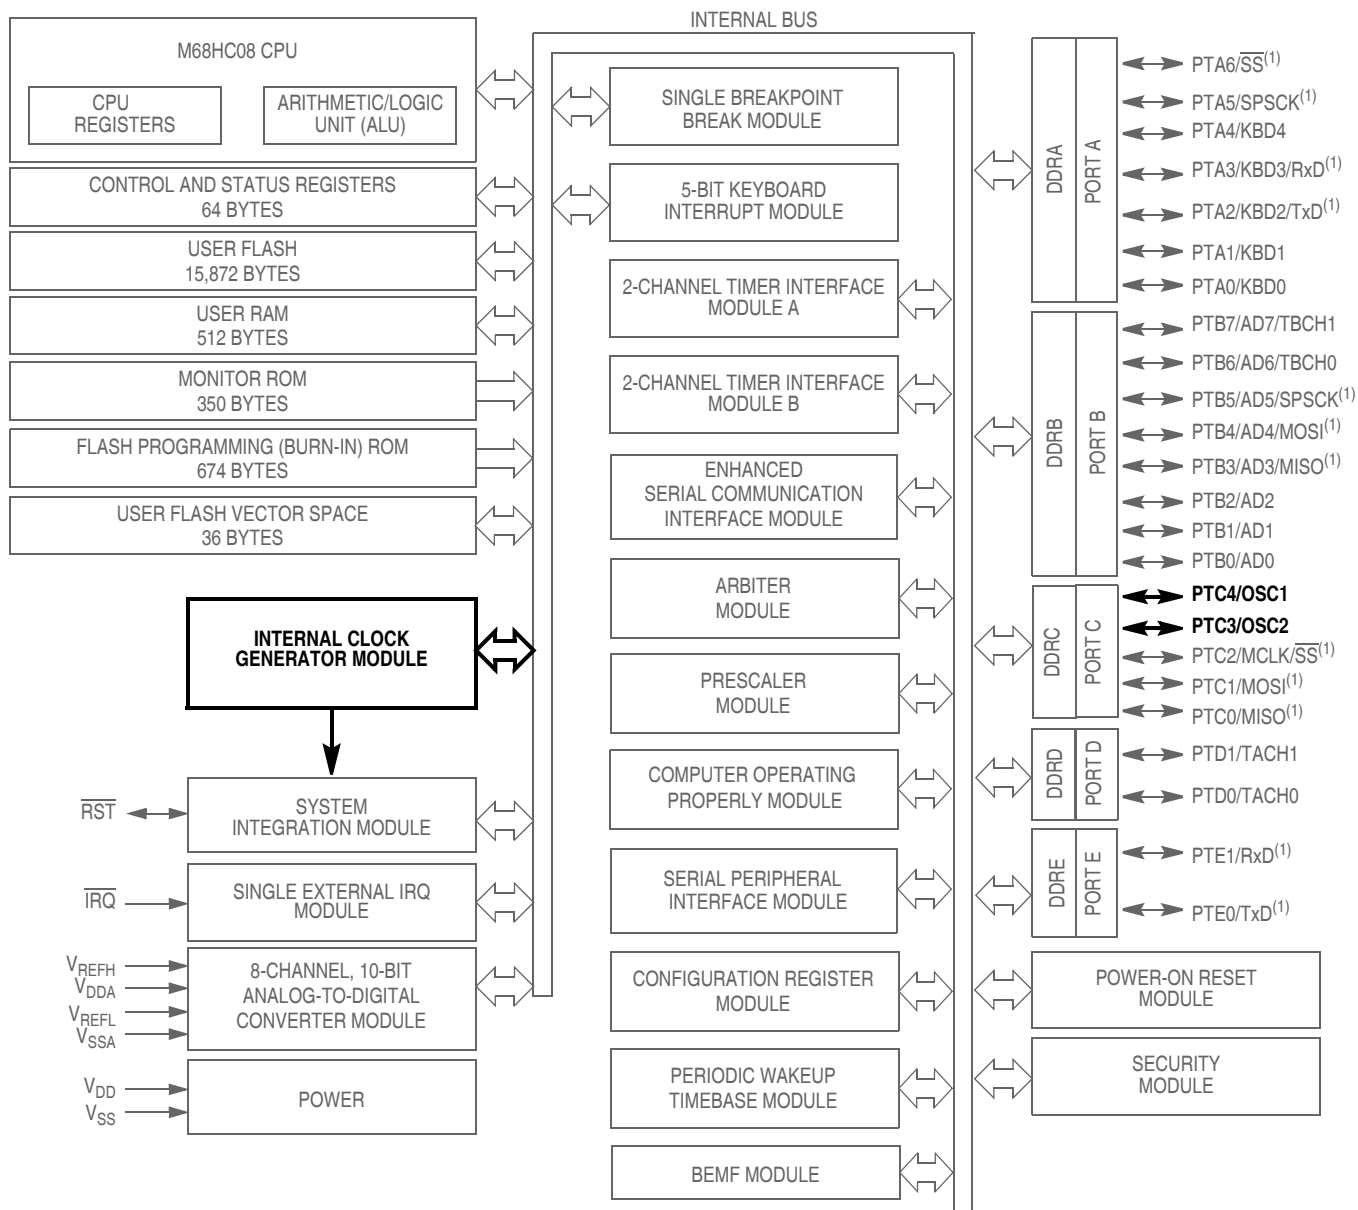 INTERNAL BUS
M68HC08 CPU
CPU
REGISTERS
ARITHMETIC/LOGIC
UNIT (ALU)
CONTROL AND STATUS REGISTERS
64 BYTES
USER FLASH
15,872 BYTES
USER RAM
512 BYTES
MONITOR ROM
350 BYTES
FLASH PROGRAMMING (BURN-IN) ROM
674 BYTES
USER FLASH VECTOR SPACE
36 BYTES
INTERNAL CLOCK
GENERATOR MODULE
RST
SYSTEM
INTEGRATION MODULE
IRQ
SINGLE EXTERNAL IRQ
MODULE
VREFH
VDDA
VREFL
VSSA
8-CHANNEL, 10-BIT
ANALOG-TO-DIGITAL
CONVERTER MODULE
VDD
VSS
POWER
SINGLE BREAKPOINT
BREAK MODULE
5-BIT KEYBOARD
INTERRUPT MODULE
2-CHANNEL TIMER INTERFACE
MODULE A
2-CHANNEL TIMER INTERFACE
MODULE B
ENHANCED
SERIAL COMMUNICATION
INTERFACE MODULE
ARBITER
MODULE
PRESCALER
MODULE
COMPUTER OPERATING
PROPERLY MODULE
SERIAL PERIPHERAL
INTERFACE MODULE
CONFIGURATION REGISTER
MODULE
PERIODIC WAKEUP
TIMEBASE MODULE
BEMF MODULE
DDRA
PORT A
PTA6/SS(1)
PTA5/SPSCK(1)
PTA4/KBD4
PTA3/KBD3/RxD(1)
PTA2/KBD2/TxD(1)
PTA1/KBD1
PTA0/KBD0
DDRB
PORT B
PTB7/AD7/TBCH1
PTB6/AD6/TBCH0
PTB5/AD5/SPSCK(1)
PTB4/AD4/MOSI(1)
PTB3/AD3/MISO(1)
PTB2/AD2
PTB1/AD1
PTB0/AD0
DDRC
PORT C
PTC4/OSC1
PTC3/OSC2
PTC2/MCLK/SS(1)
PTC1/MOSI(1)
PTC0/MISO(1)
DDRD
PORT D
PTD1/TACH1
PTD0/TACH0
DDRE
PORT E
PTE1/RxD(1)
PTE0/TxD(1)
POWER-ON RESET
MODULE
SECURITY
MODULE